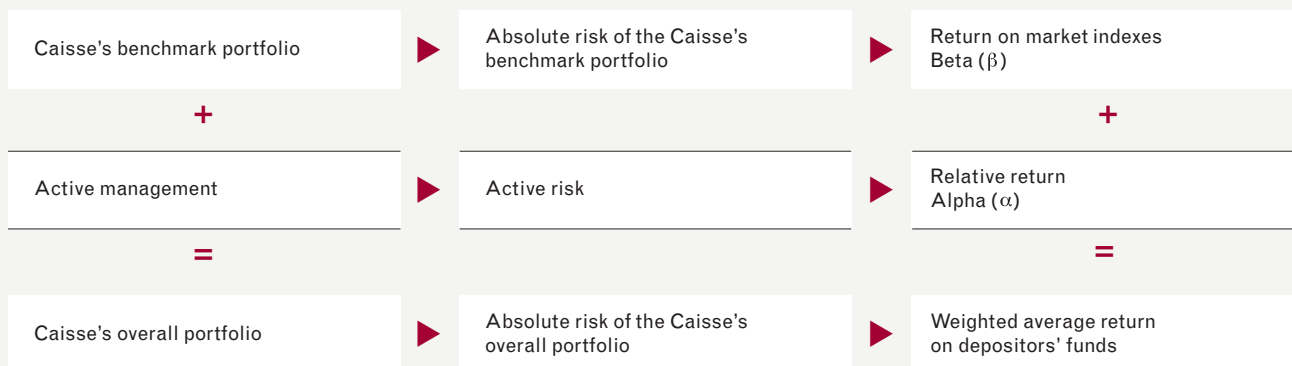 Caisse's benchmark portfolio
Absolute risk of the Caisse's
benchmark portfolio
Return on market indexes
Beta (β)
+
+
Active management
Active risk
Relative return
Alpha (α)
=
=
Caisse's overall portfolio
Absolute risk of the Caisse's
overall portfolio
Weighted average return
on depositors' funds